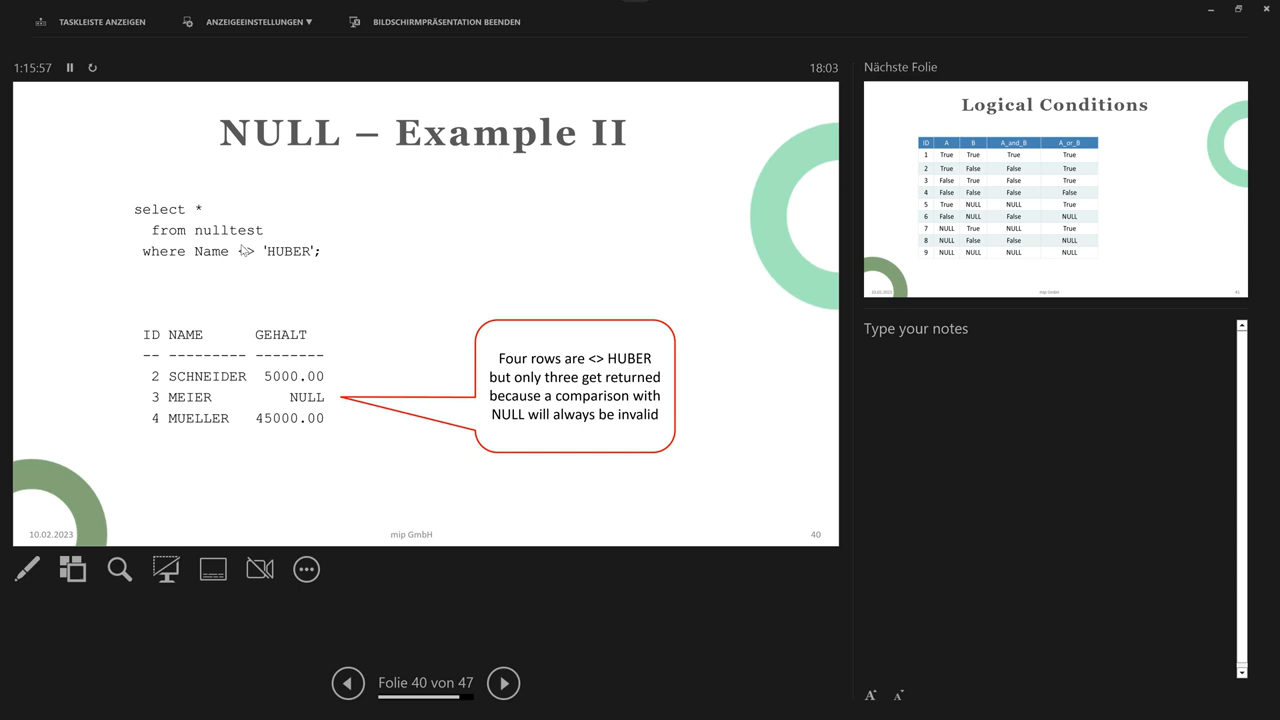 TASKLEISTE ANZEIGEN
ANZEIGEEINSTELLUNGEN ▼
BILDSCHIRMPRÄSENTATION BEENDEN
1:15:57
18:03
NULL – Example II
select *
from nulltest
where Name <> 'HUBER';
ID NAME GEHALT
-- --------- --------
2 SCHNEIDER 5000.00
3 MEIER NULL
4 MUELLER 45000.00
Four rows are <> HUBER
but only three get returned
because a comparison with
NULL will always be invalid
10.02.2023
mip GmbH
40
Folie 40 von 47
Nächste Folie
Logical Conditions
ID A B A_and_B A_or_B
1 True True True True
2 True False False True
3 False True False True
4 False False False False
5 True NULL NULL True
6 False NULL False NULL
7 NULL True NULL True
8 NULL False False NULL
9 NULL NULL NULL NULL
10.02.2023
mip GmbH
41
Type your notes
A A